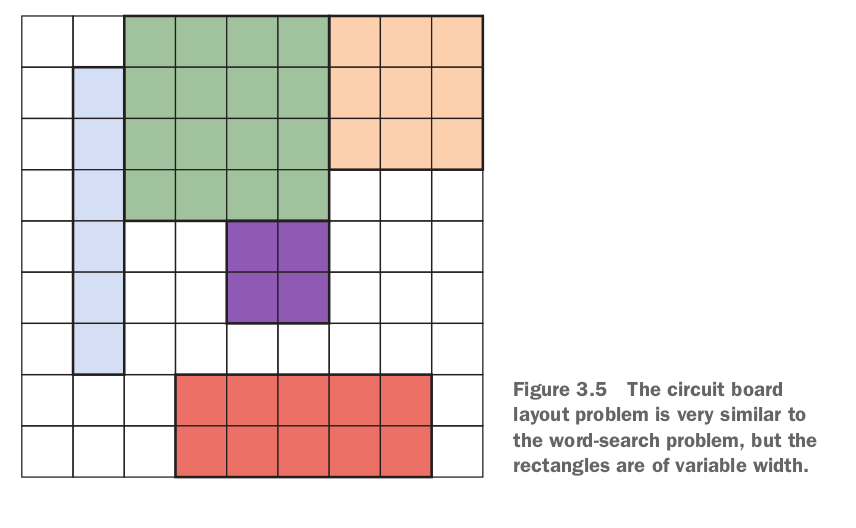 Figure 3.5 The circuit board
layout problem is very similar to
the word-search problem, but the
rectangles are of variable width.